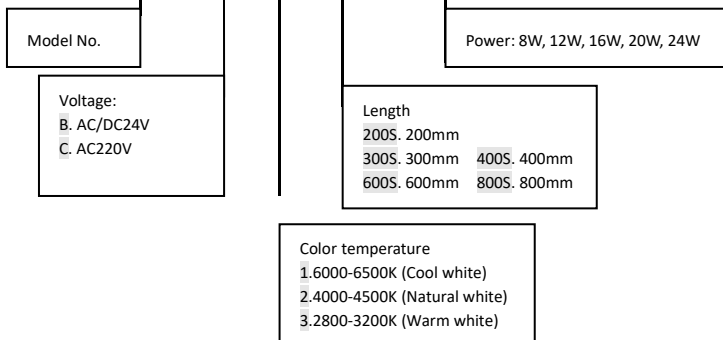 Model No.
Power: 8W, 12W, 16W, 20W, 24W
Voltage:
B. AC/DC24V
C. AC220V
Length
200S. 200mm
300S. 300mm 400S. 400mm
600S. 600mm 800S. 800mm
Color temperature
1.6000-6500K (Cool white)
2.4000-4500K (Natural white)
3.2800-3200K (Warm white)